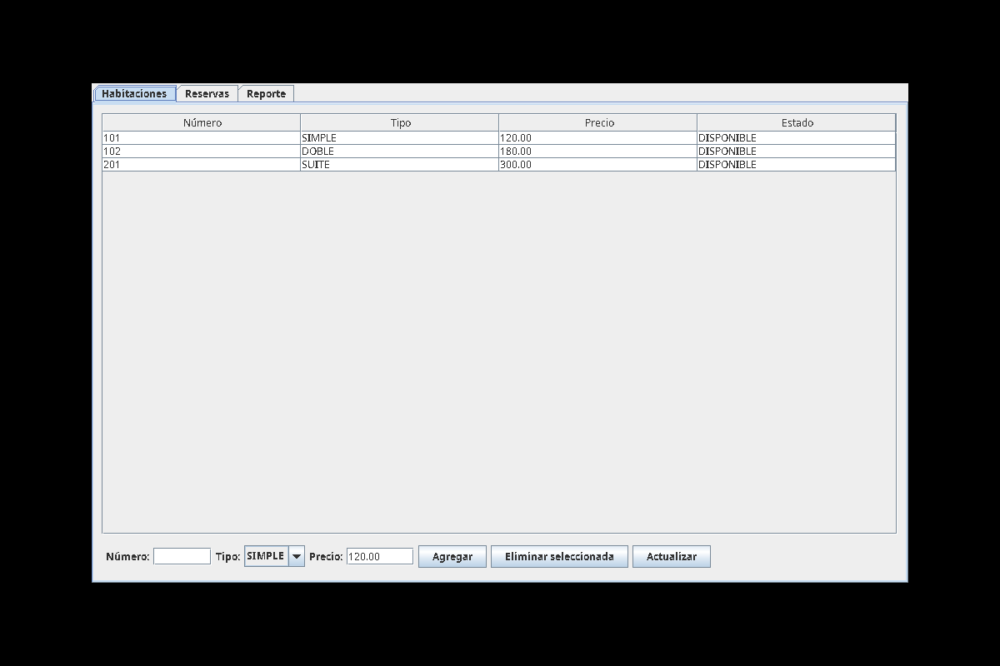 Habitaciones Reservas Reporte
Número Tipo Precio Estado
101 SIMPLE 120.00 DISPONIBLE
102 DOBLE 180.00 DISPONIBLE
201 SUITE 300.00 DISPONIBLE
Número: Tipo: SIMPLE Precio: 120.00 Agregar Eliminar seleccionada Actualizar